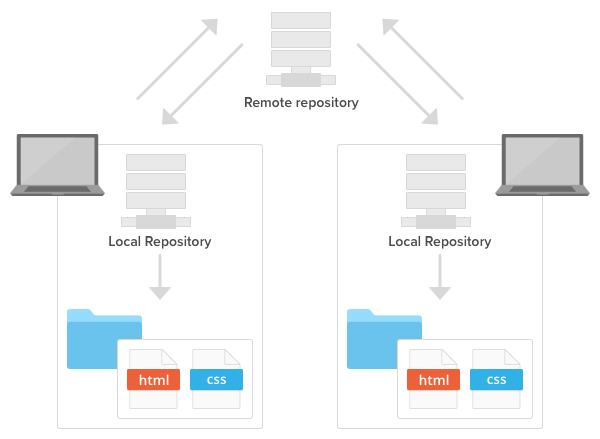 Remote repository
Local Repository
Local Repository
html
css
html
css